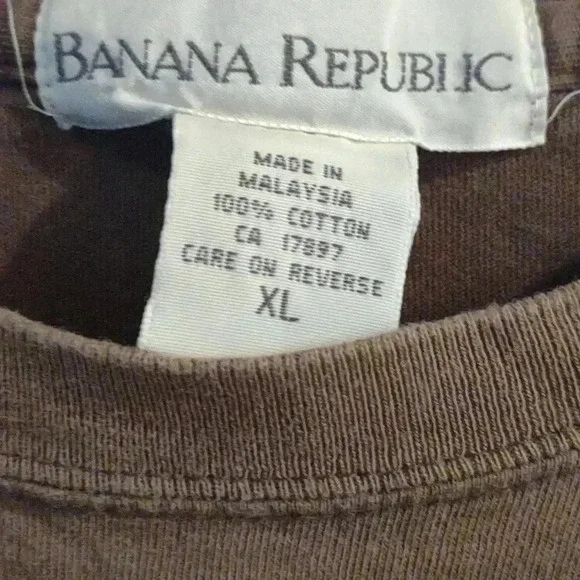 BANANA REPUBLIC
MADE IN
MALAYSIA
100% COTTON
CA 17897
CARE ON REVERSE
XL